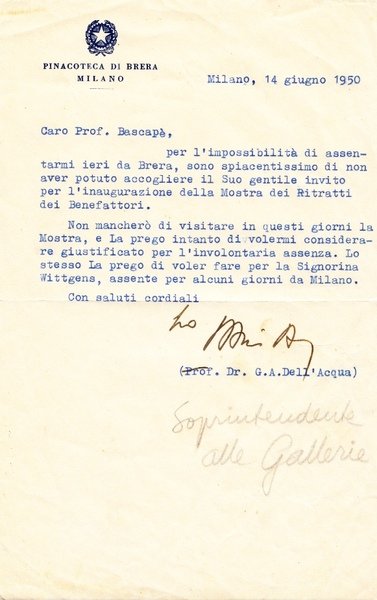 PINACOTECA DI BRERA
MILANO
Milano, 14 giugno 1950
Caro Prof. Bascapè,
per l'impossibilità di assen-
tarmi ieri da Brera, sono spiacentissimo di non
aver potuto accogliere il Suo gentile invito
per l'inaugurazione della Mostra dei Ritratti
dei Benefattori.
Non mancherò di visitare in questi giorni la
Mostra, e La prego intanto di volermi considera-
re giustificato per l'involontaria assenza. Lo
stesso La prego di voler fare per la Signorina
Wittgens, assente per alcuni giorni da Milano.
Con saluti cordiali
(Prof. Dr. G.A.Dell'Acqua)
Soprintendente
alle Gallerie